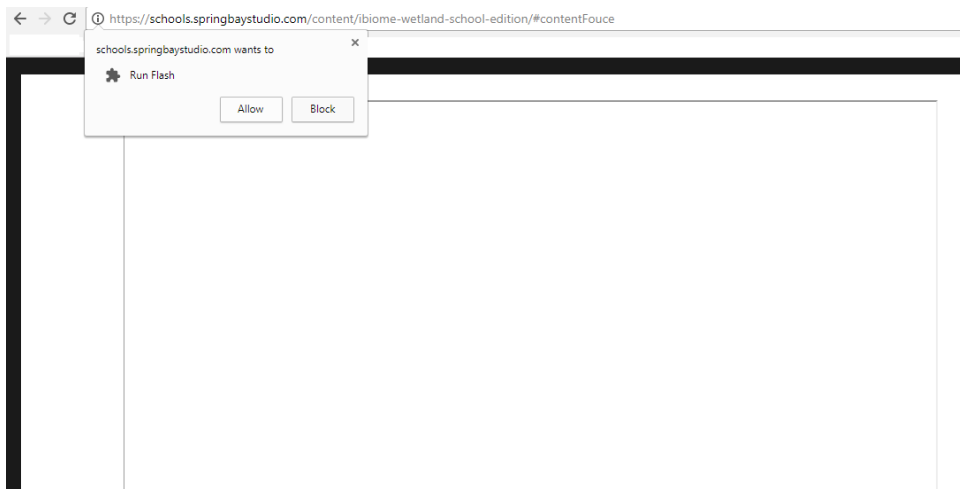 https://schools.springbaystudio.com/content/ibiome-wetland-school-edition/#contentFouce
schools.springbaystudio.com wants to
Run Flash
Allow Block